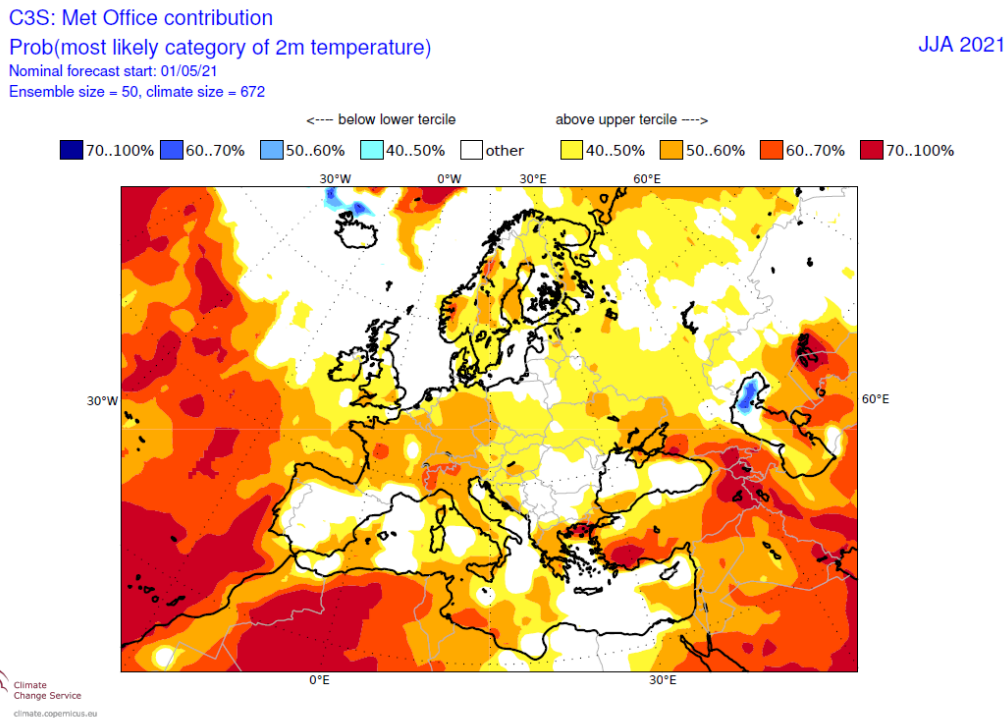 C3S: Met Office contribution
Prob(most likely category of 2m temperature)
JJA 2021
Nominal forecast start: 01/05/21
Ensemble size = 50, climate size = 672
<---- below lower tercile
above upper tercile ---->
70..100% 60..70% 50..60% 40..50% other 40..50% 50..60% 60..70% 70..100%
30°W 0°W 30°E 60°E
30°W
60°E
0°E 30°E
Climate
Change Service
climate.copernicus.eu